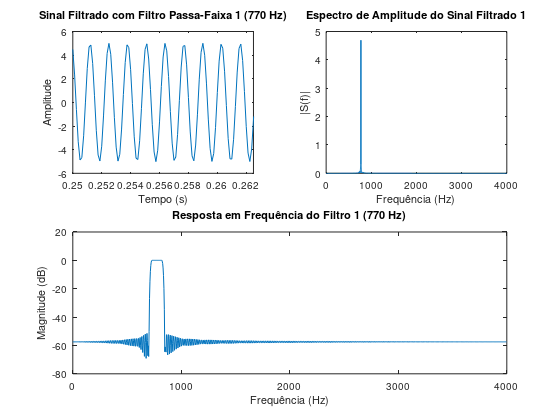 Sinal Filtrado com Filtro Passa-Faixa 1 (770 Hz)
6
4
2
0
-2
-4
-6
Amplitude
0.25 0.252 0.254 0.256 0.258 0.26 0.262
Tempo (s)
Espectro de Amplitude do Sinal Filtrado 1
5
4
3
2
1
0
|S(f)|
0 1000 2000 3000 4000
Frequência (Hz)
Resposta em Frequência do Filtro 1 (770 Hz)
20
0
-20
-40
-60
-80
Magnitude (dB)
0 1000 2000 3000 4000
Frequência (Hz)